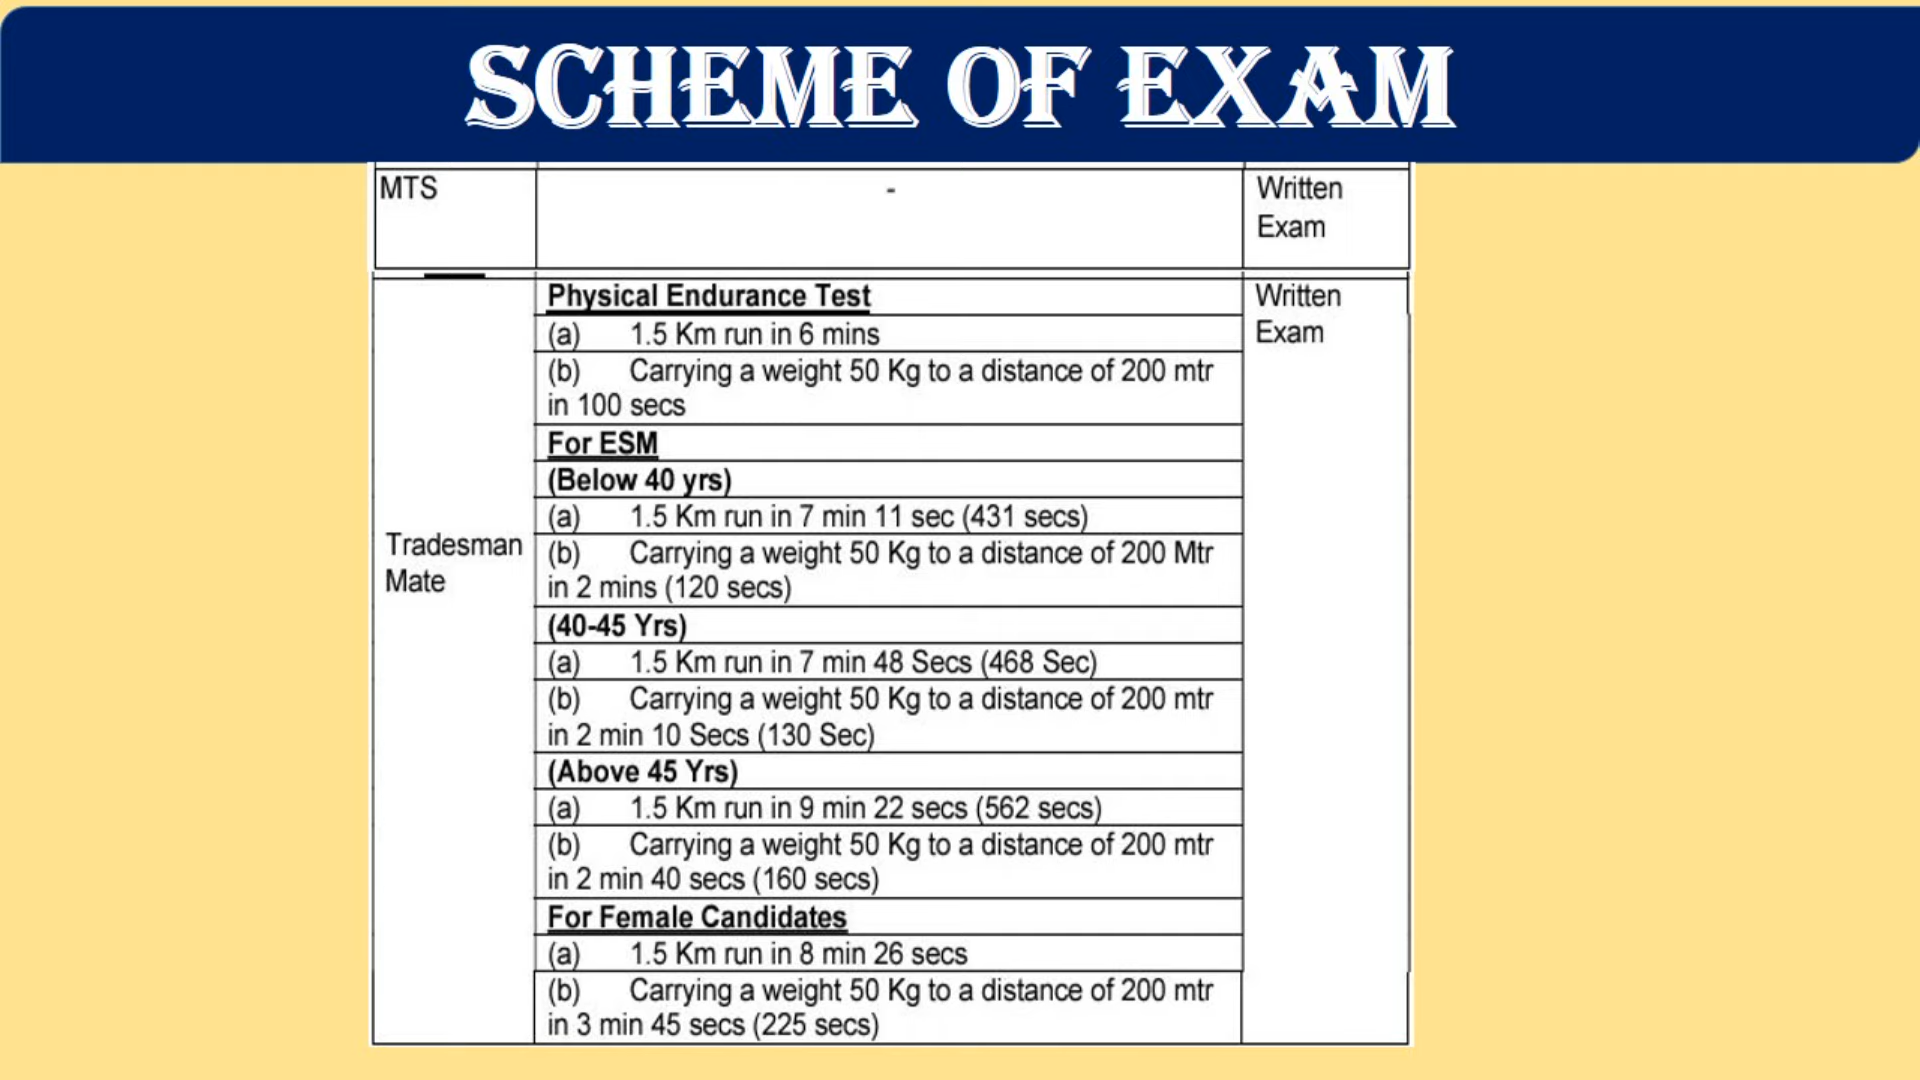 SCHEME OF EXAM
MTS
-
Written
Exam
Physical Endurance Test
(a) 1.5 Km run in 6 mins
(b) Carrying a weight 50 Kg to a distance of 200 mtr
in 100 secs
For ESM
(Below 40 yrs)
(a) 1.5 Km run in 7 min 11 sec (431 secs)
(b) Carrying a weight 50 Kg to a distance of 200 Mtr
in 2 mins (120 secs)
(40-45 Yrs)
(a) 1.5 Km run in 7 min 48 Secs (468 Sec)
(b) Carrying a weight 50 Kg to a distance of 200 mtr
in 2 min 10 Secs (130 Sec)
(Above 45 Yrs)
(a) 1.5 Km run in 9 min 22 secs (562 secs)
(b) Carrying a weight 50 Kg to a distance of 200 mtr
in 2 min 40 secs (160 secs)
For Female Candidates
(a) 1.5 Km run in 8 min 26 secs
(b) Carrying a weight 50 Kg to a distance of 200 mtr
in 3 min 45 secs (225 secs)
Tradesman
Mate
Written
Exam